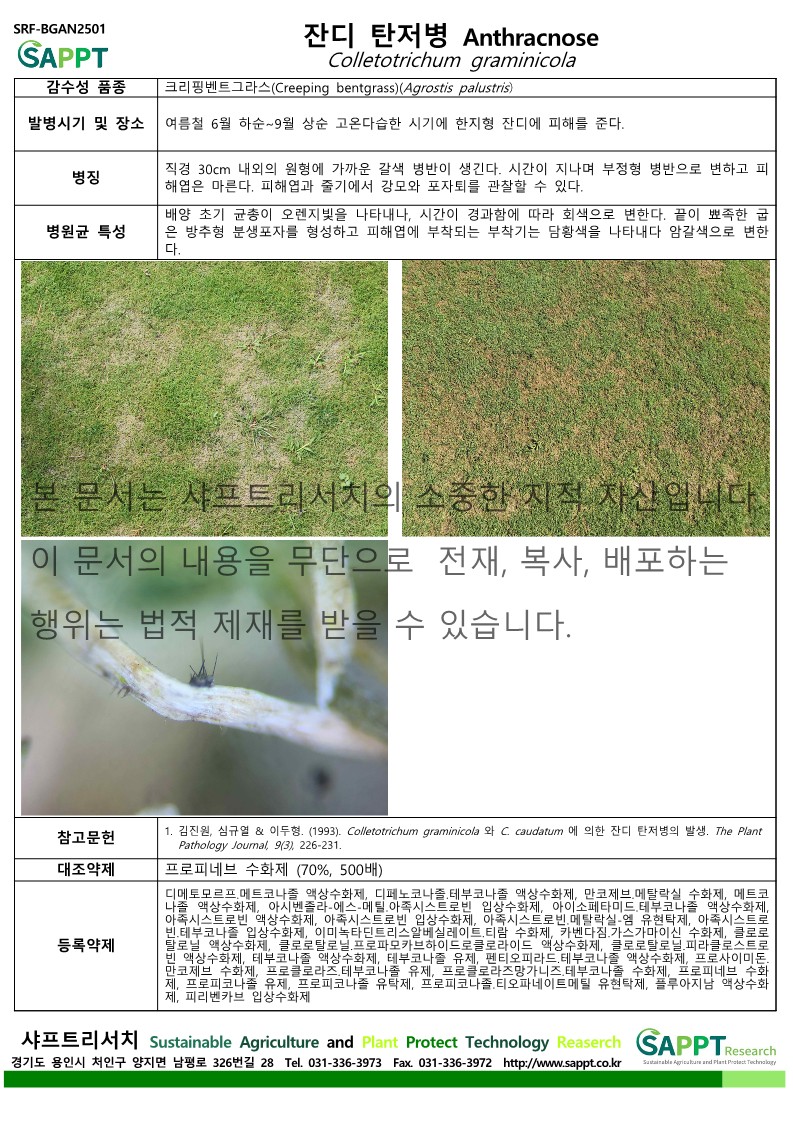 SRF-BGAN2501
SAPPT
잔디 탄저병 Anthracnose
Colletotrichum graminicola
감수성 품종
크리핑벤트그라스(Creeping bentgrass)(Agrostis palustris)
발병시기 및 장소
여름철 6월 하순~9월 상순 고온다습한 시기에 한지형 잔디에 피해를 준다.
병징
직경 30cm 내외의 원형에 가까운 갈색 병반이 생긴다. 시간이 지나며 부정형 병반으로 변하고 피
해엽은 마른다. 피해엽과 줄기에서 강모와 포자퇴를 관찰할 수 있다.
병원균 특성
배양 초기 균총이 오렌지빛을 나타내나, 시간이 경과함에 따라 회색으로 변한다. 끝이 뾰족한 굽
은 방추형 분생포자를 형성하고 피해엽에 부착되는 부착기는 담황색을 나타내다 암갈색으로 변한
다.
본 문서는 샤프트리서치의 소중한 지적 자산입니다
이 문서의 내용을 무단으로 전재, 복사, 배포하는
행위는 법적 제재를 받을 수 있습니다.
참고문헌
1. 김진원, 심규열 & 이두형. (1993). Colletotrichum graminicola 와 C. caudatum 에 의한 잔디 탄저병의 발생. The Plant
Pathology Journal, 9(3), 226-231.
대조약제
프로피네브 수화제 (70%, 500배)
등록약제
디메토모르프.메트코나졸 액상수화제, 디페노코나졸.테부코나졸 액상수화제, 만코제브.메탈락실 수화제, 메트코
나졸 액상수화제, 아시벤졸라-에스-메틸.아족시스트로빈 입상수화제, 아이소페타미드.테부코나졸 액상수화제,
아족시스트로빈 액상수화제, 아족시스트로빈 입상수화제, 아족시스트로빈.메탈락실-엠 유현탁제, 아족시스트로
빈.테부코나졸 입상수화제, 이미녹타딘트리스알베실레이트.티람 수화제, 카벤다짐.가스가마이신 수화제, 클로로
탈로닐 액상수화제, 클로로탈로닐.프로파모카브하이드로클로라이드 액상수화제, 클로로탈로닐.피라클로스트로
빈 액상수화제, 테부코나졸 액상수화제, 테부코나졸 유제, 펜티오피라드.테부코나졸 액상수화제, 프로사이미돈.
만코제브 수화제, 프로클로라즈.테부코나졸 유제, 프로클로라즈망가니즈.테부코나졸 수화제, 프로피네브 수화
제, 프로피코나졸 유제, 프로피코나졸 유탁제, 프로피코나졸.티오파네이트메틸 유현탁제, 플루아지남 액상수화
제, 피리벤카브 입상수화제
샤프트리서치 Sustainable Agriculture and Plant Protect Technology Reaserch
경기도 용인시 처인구 양지면 남평로 326번길 28 Tel. 031-336-3973 Fax. 031-336-3972 http://www.sappt.co.kr
SAPPT Research
Sustainable Agriculture and Plant Protect Technology